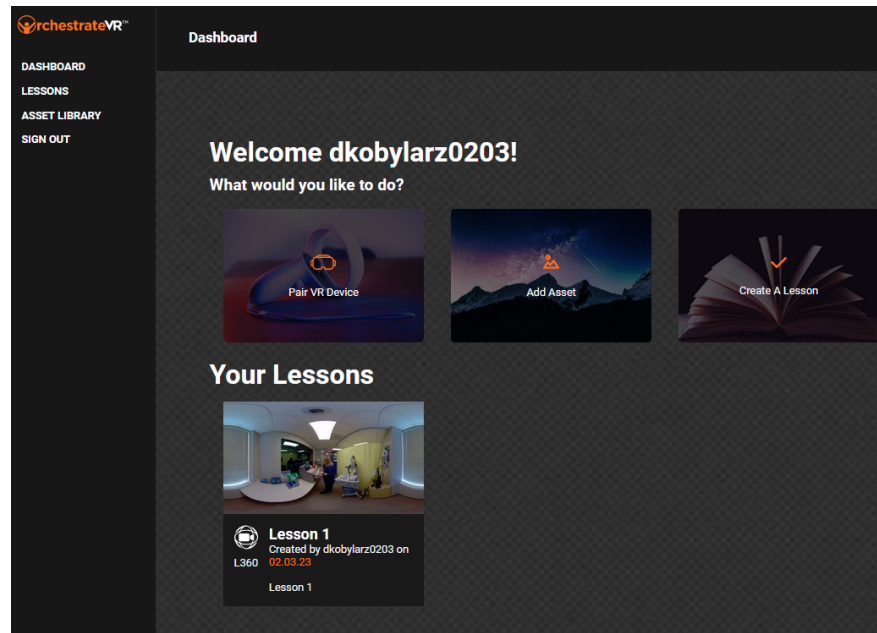 OrchestrateVR™
Dashboard
DASHBOARD
LESSONS
ASSET LIBRARY
SIGN OUT
Welcome dkobylarz0203!
What would you like to do?
Pair VR Device
Add Asset
Create A Lesson
Your Lessons
Lesson 1
Created by dkobylarz0203 on
L360 02.03.23
Lesson 1